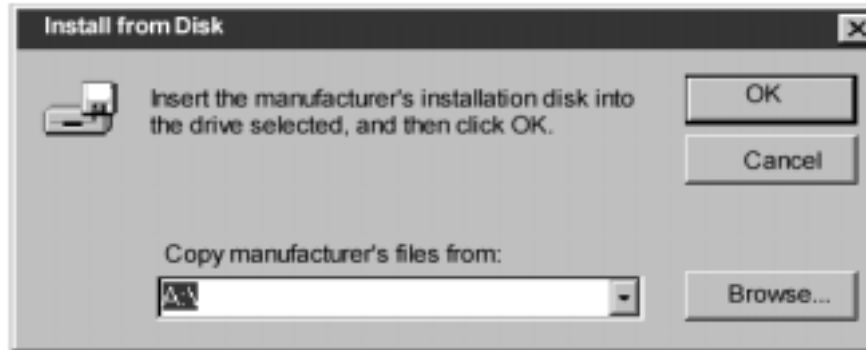 Install from Disk
Insert the manufacturer's installation disk into
the drive selected, and then click OK.
OK
Cancel
Copy manufacturer's files from:
A:\
Browse...